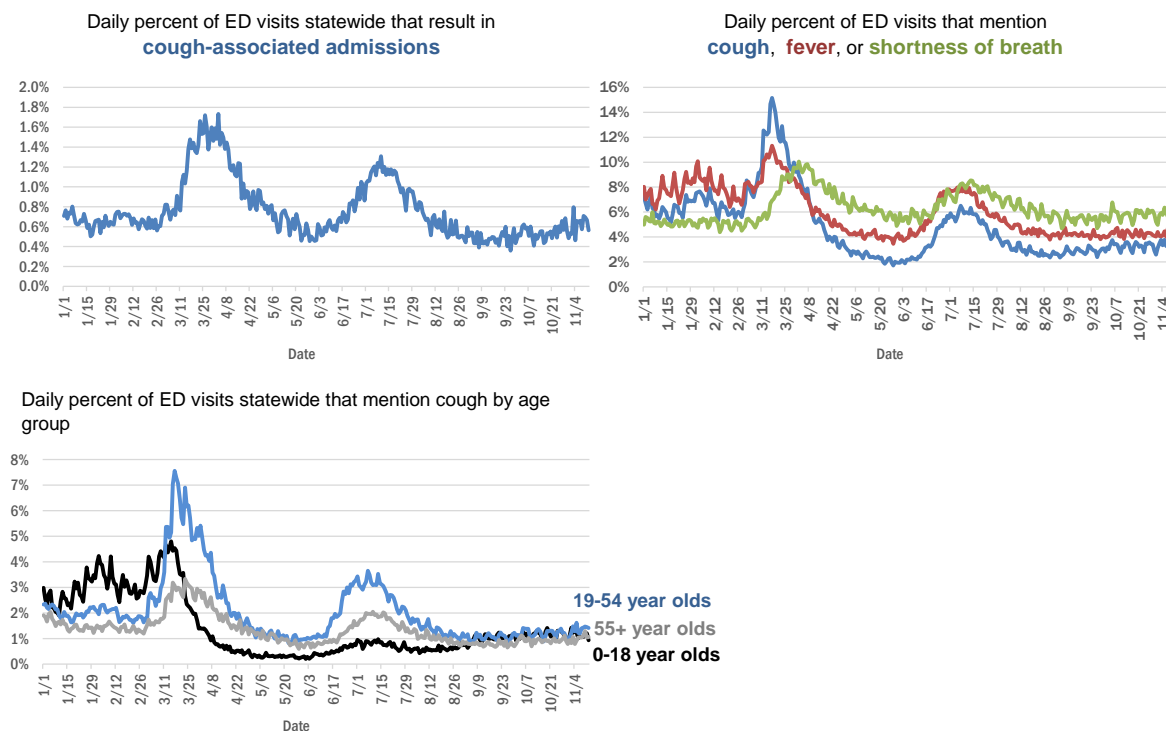 Daily percent of ED visits statewide that result in
cough-associated admissions
2.0%
1.8%
1.6%
1.4%
1.2%
1.0%
0.8%
0.6%
0.4%
0.2%
0.0%
1/1 1/15 1/29 2/12 2/26 3/11 3/25 4/8 4/22 5/6 5/20 6/3 6/17 7/1 7/15 7/29 8/12 8/26 9/9 9/23 10/7 10/21 11/4
Date
Daily percent of ED visits that mention
cough, fever, or shortness of breath
16%
14%
12%
10%
8%
6%
4%
2%
0%
1/1 1/15 1/29 2/12 2/26 3/11 3/25 4/8 4/22 5/6 5/20 6/3 6/17 7/1 7/15 7/29 8/12 8/26 9/9 9/23 10/7 10/21 11/4
Date
Daily percent of ED visits statewide that mention cough by age
group
8%
7%
6%
5%
4%
3%
2%
1%
0%
19-54 year olds
55+ year olds
0-18 year olds
1/1 1/15 1/29 2/12 2/26 3/11 3/25 4/8 4/22 5/6 5/20 6/3 6/17 7/1 7/15 7/29 8/12 8/26 9/9 9/23 10/7 10/21 11/4
Date